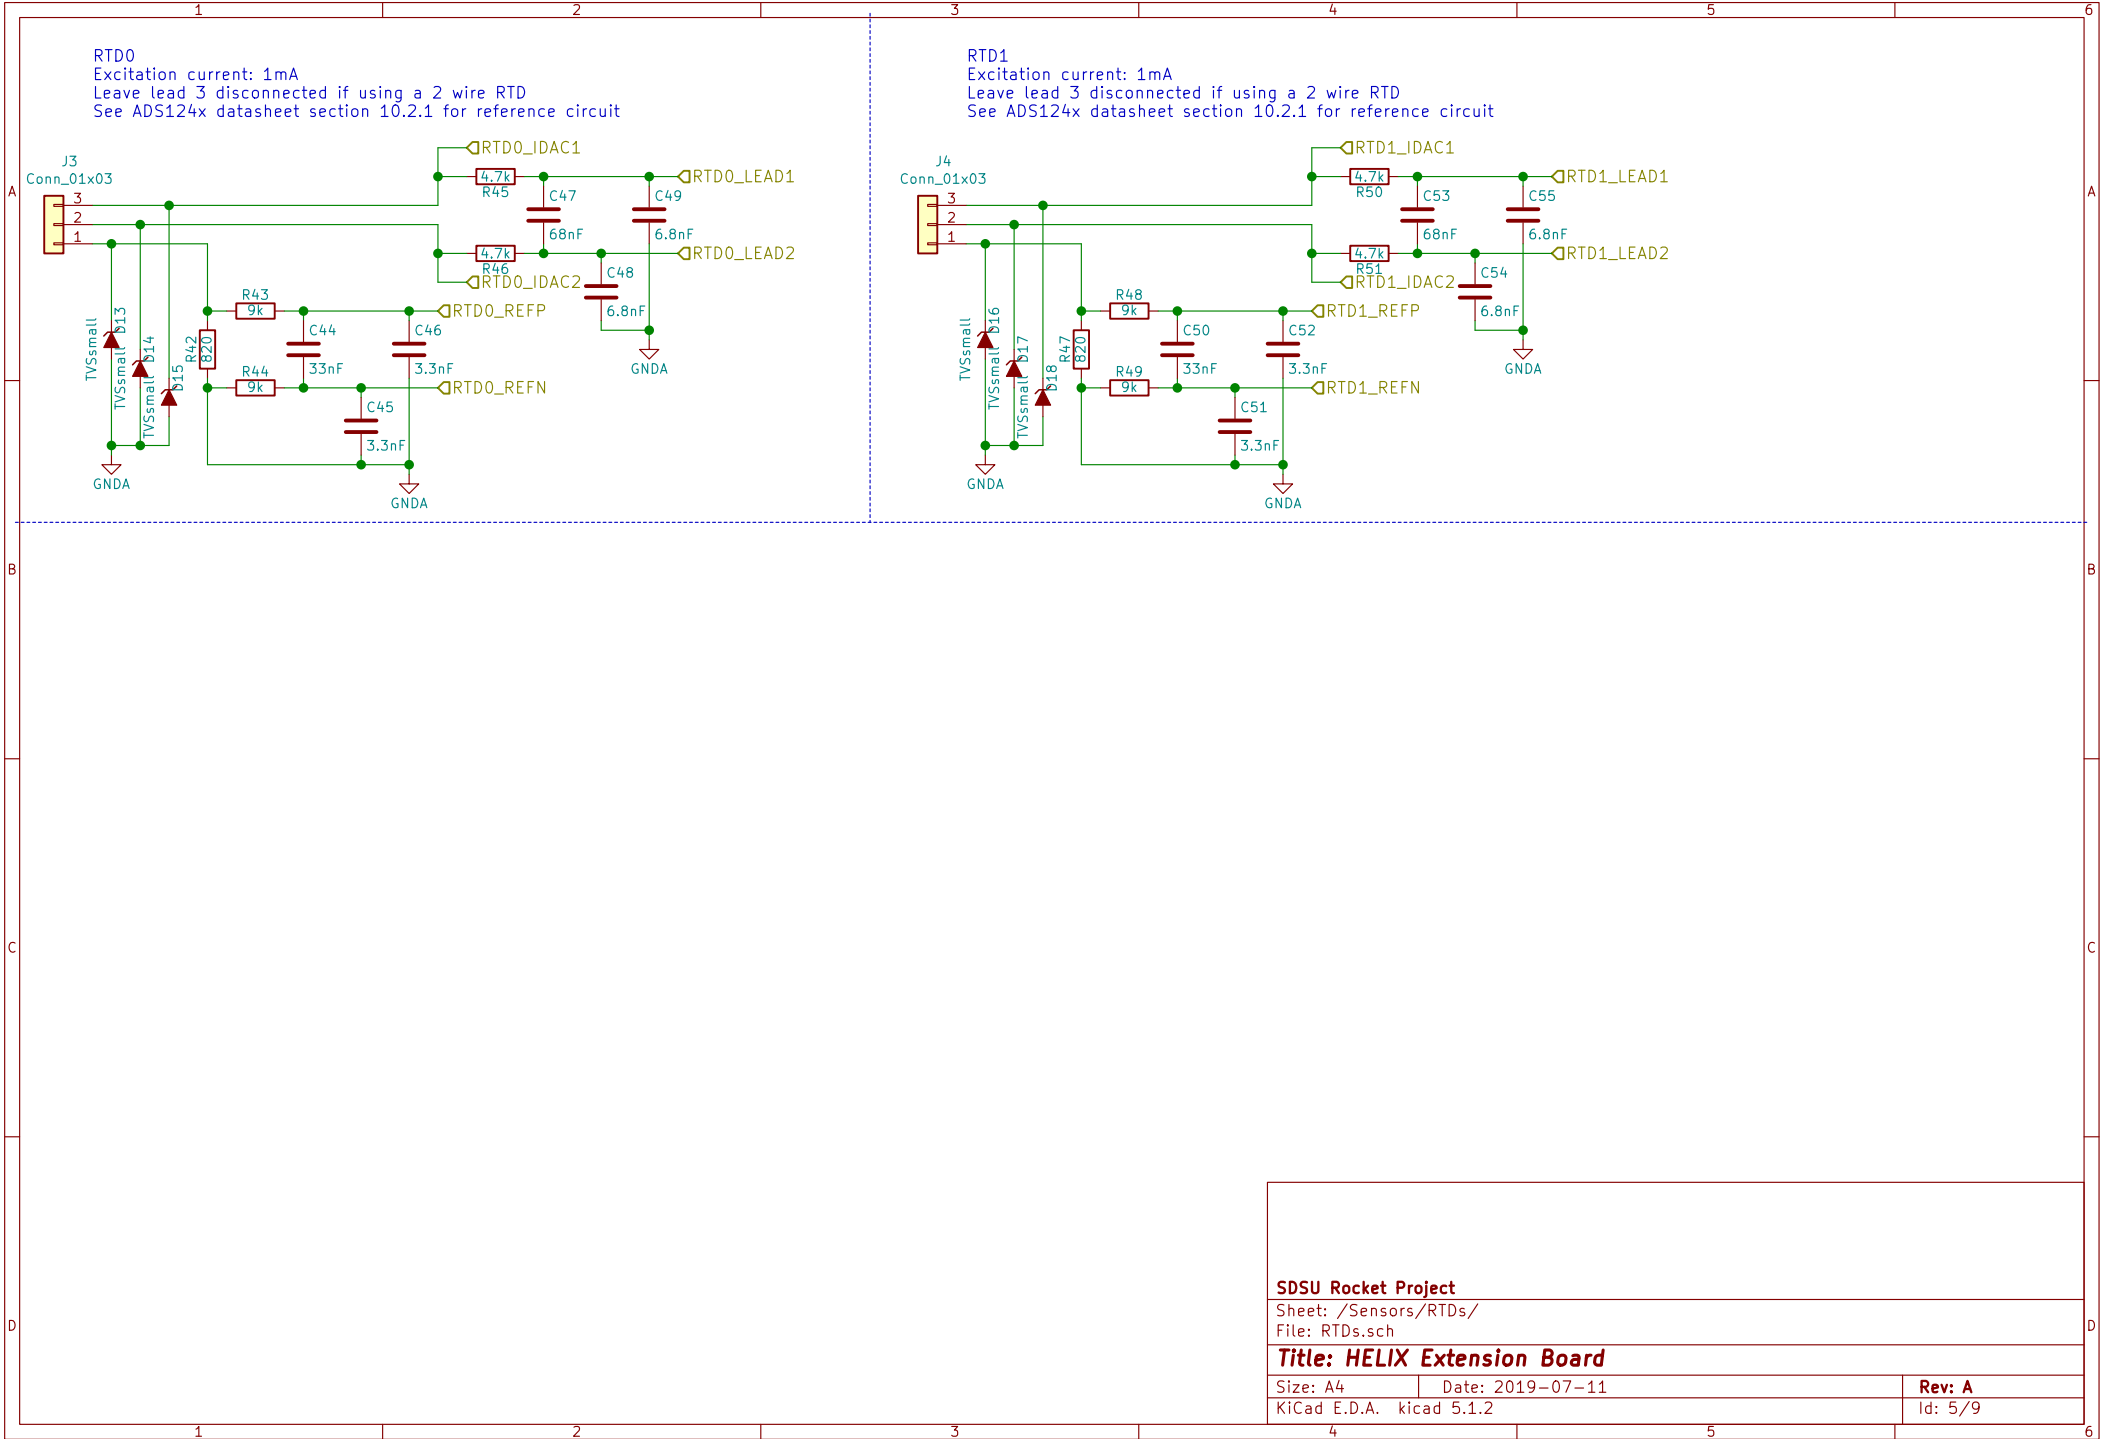 1 2 3 4 5 6
A
B
C
D
A
B
C
D
1 2 3 4 5 6
RTD0
Excitation current: 1mA
Leave lead 3 disconnected if using a 2 wire RTD
See ADS124x datasheet section 10.2.1 for reference circuit
J3
Conn_01x03
3
2
1
RTD0_IDAC1
4.7k
R45
C47
68nF
C49
6.8nF
RTD0_LEAD1
4.7k
R46
RTD0_LEAD2
RTD0_IDAC2
C48
6.8nF
GNDA
R43
9k
RTD0_REFP
D13
TVSsmall
D14
TVSsmall
D15
TVSsmall
R42
820
C44
33nF
C46
3.3nF
R44
9k
RTD0_REFN
C45
3.3nF
GNDA
GNDA
RTD1
Excitation current: 1mA
Leave lead 3 disconnected if using a 2 wire RTD
See ADS124x datasheet section 10.2.1 for reference circuit
J4
Conn_01x03
3
2
1
RTD1_IDAC1
4.7k
R50
C53
68nF
C55
6.8nF
RTD1_LEAD1
4.7k
R51
RTD1_LEAD2
RTD1_IDAC2
C54
6.8nF
GNDA
R48
9k
RTD1_REFP
D16
TVSsmall
D17
TVSsmall
D18
TVSsmall
R47
820
C50
33nF
C52
3.3nF
R49
9k
RTD1_REFN
C51
3.3nF
GNDA
GNDA
SDSU Rocket Project
Sheet: /Sensors/RTDs/
File: RTDs.sch
Title: HELIX Extension Board
Size: A4 Date: 2019-07-11 Rev: A
KiCad E.D.A. kicad 5.1.2 Id: 5/9